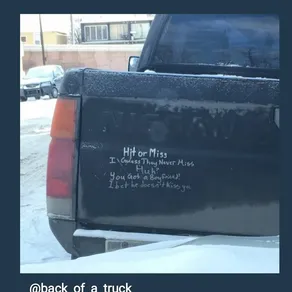 Hit or Miss
I Guess They Never Miss
Huh
You Got a Boyfriend
I bet he doesn't Kiss ya
@back_of_a_truck